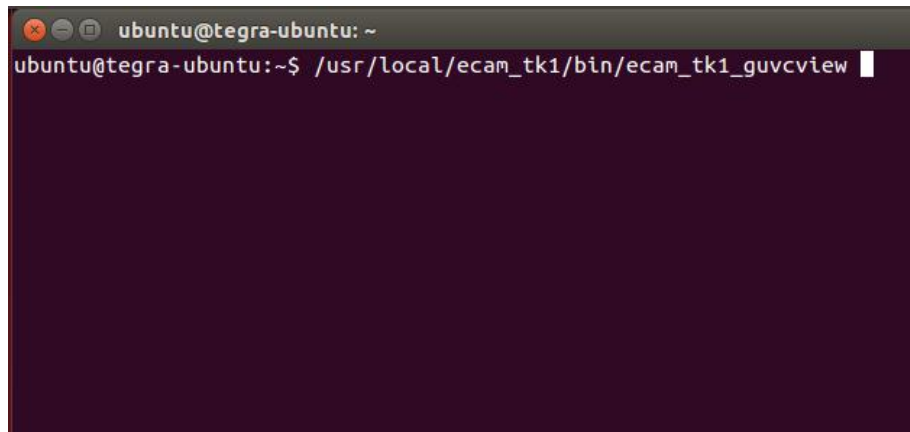 ubuntu@tegra-ubuntu: ~
ubuntu@tegra-ubuntu:~$ /usr/local/ecam_tk1/bin/ecam_tk1_guvcview